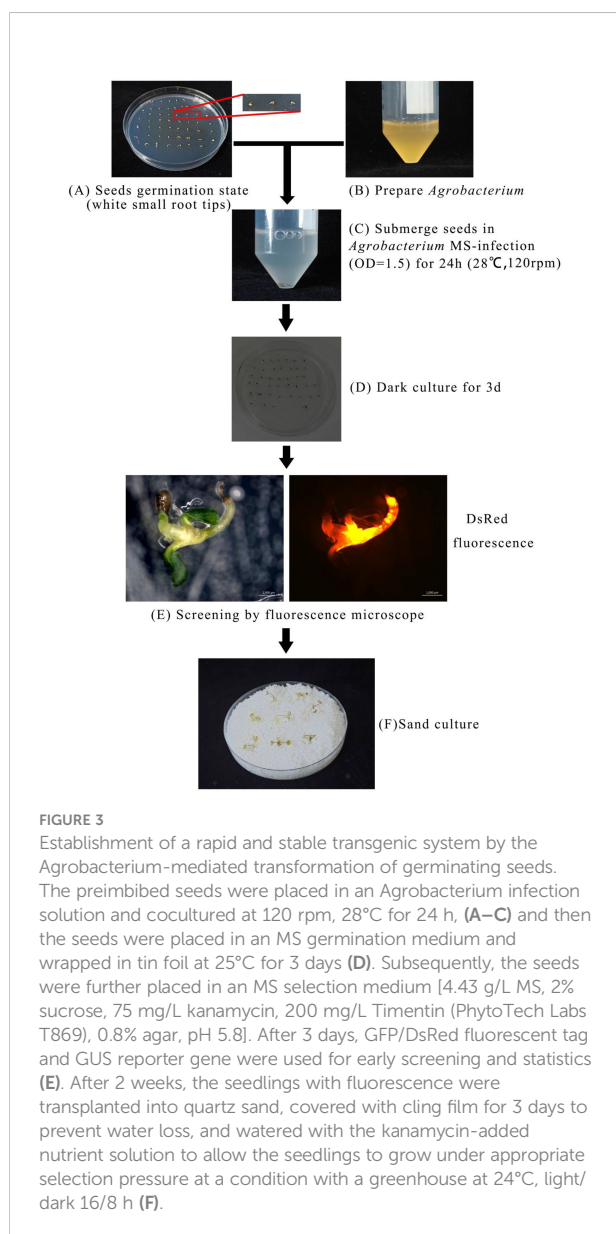 (A) Seeds germination state
(white small root tips)
(B) Prepare Agrobacterium
(C) Submerge seeds in
Agrobacterium MS-infection
(OD=1.5) for 24h (28℃,120rpm)
(D) Dark culture for 3d
DsRed
fluorescence
(E) Screening by fluorescence microscope
(F)Sand culture
FIGURE 3
Establishment of a rapid and stable transgenic system by the
Agrobacterium-mediated transformation of germinating seeds.
The preimbibed seeds were placed in an Agrobacterium infection
solution and cocultured at 120 rpm, 28°C for 24 h, (A–C) and then
the seeds were placed in an MS germination medium and
wrapped in tin foil at 25°C for 3 days (D). Subsequently, the seeds
were further placed in an MS selection medium [4.43 g/L MS, 2%
sucrose, 75 mg/L kanamycin, 200 mg/L Timentin (PhytoTech Labs
T869), 0.8% agar, pH 5.8]. After 3 days, GFP/DsRed fluorescent tag
and GUS reporter gene were used for early screening and statistics
(E). After 2 weeks, the seedlings with fluorescence were
transplanted into quartz sand, covered with cling film for 3 days to
prevent water loss, and watered with the kanamycin-added
nutrient solution to allow the seedlings to grow under appropriate
selection pressure at a condition with a greenhouse at 24°C, light/
dark 16/8 h (F).